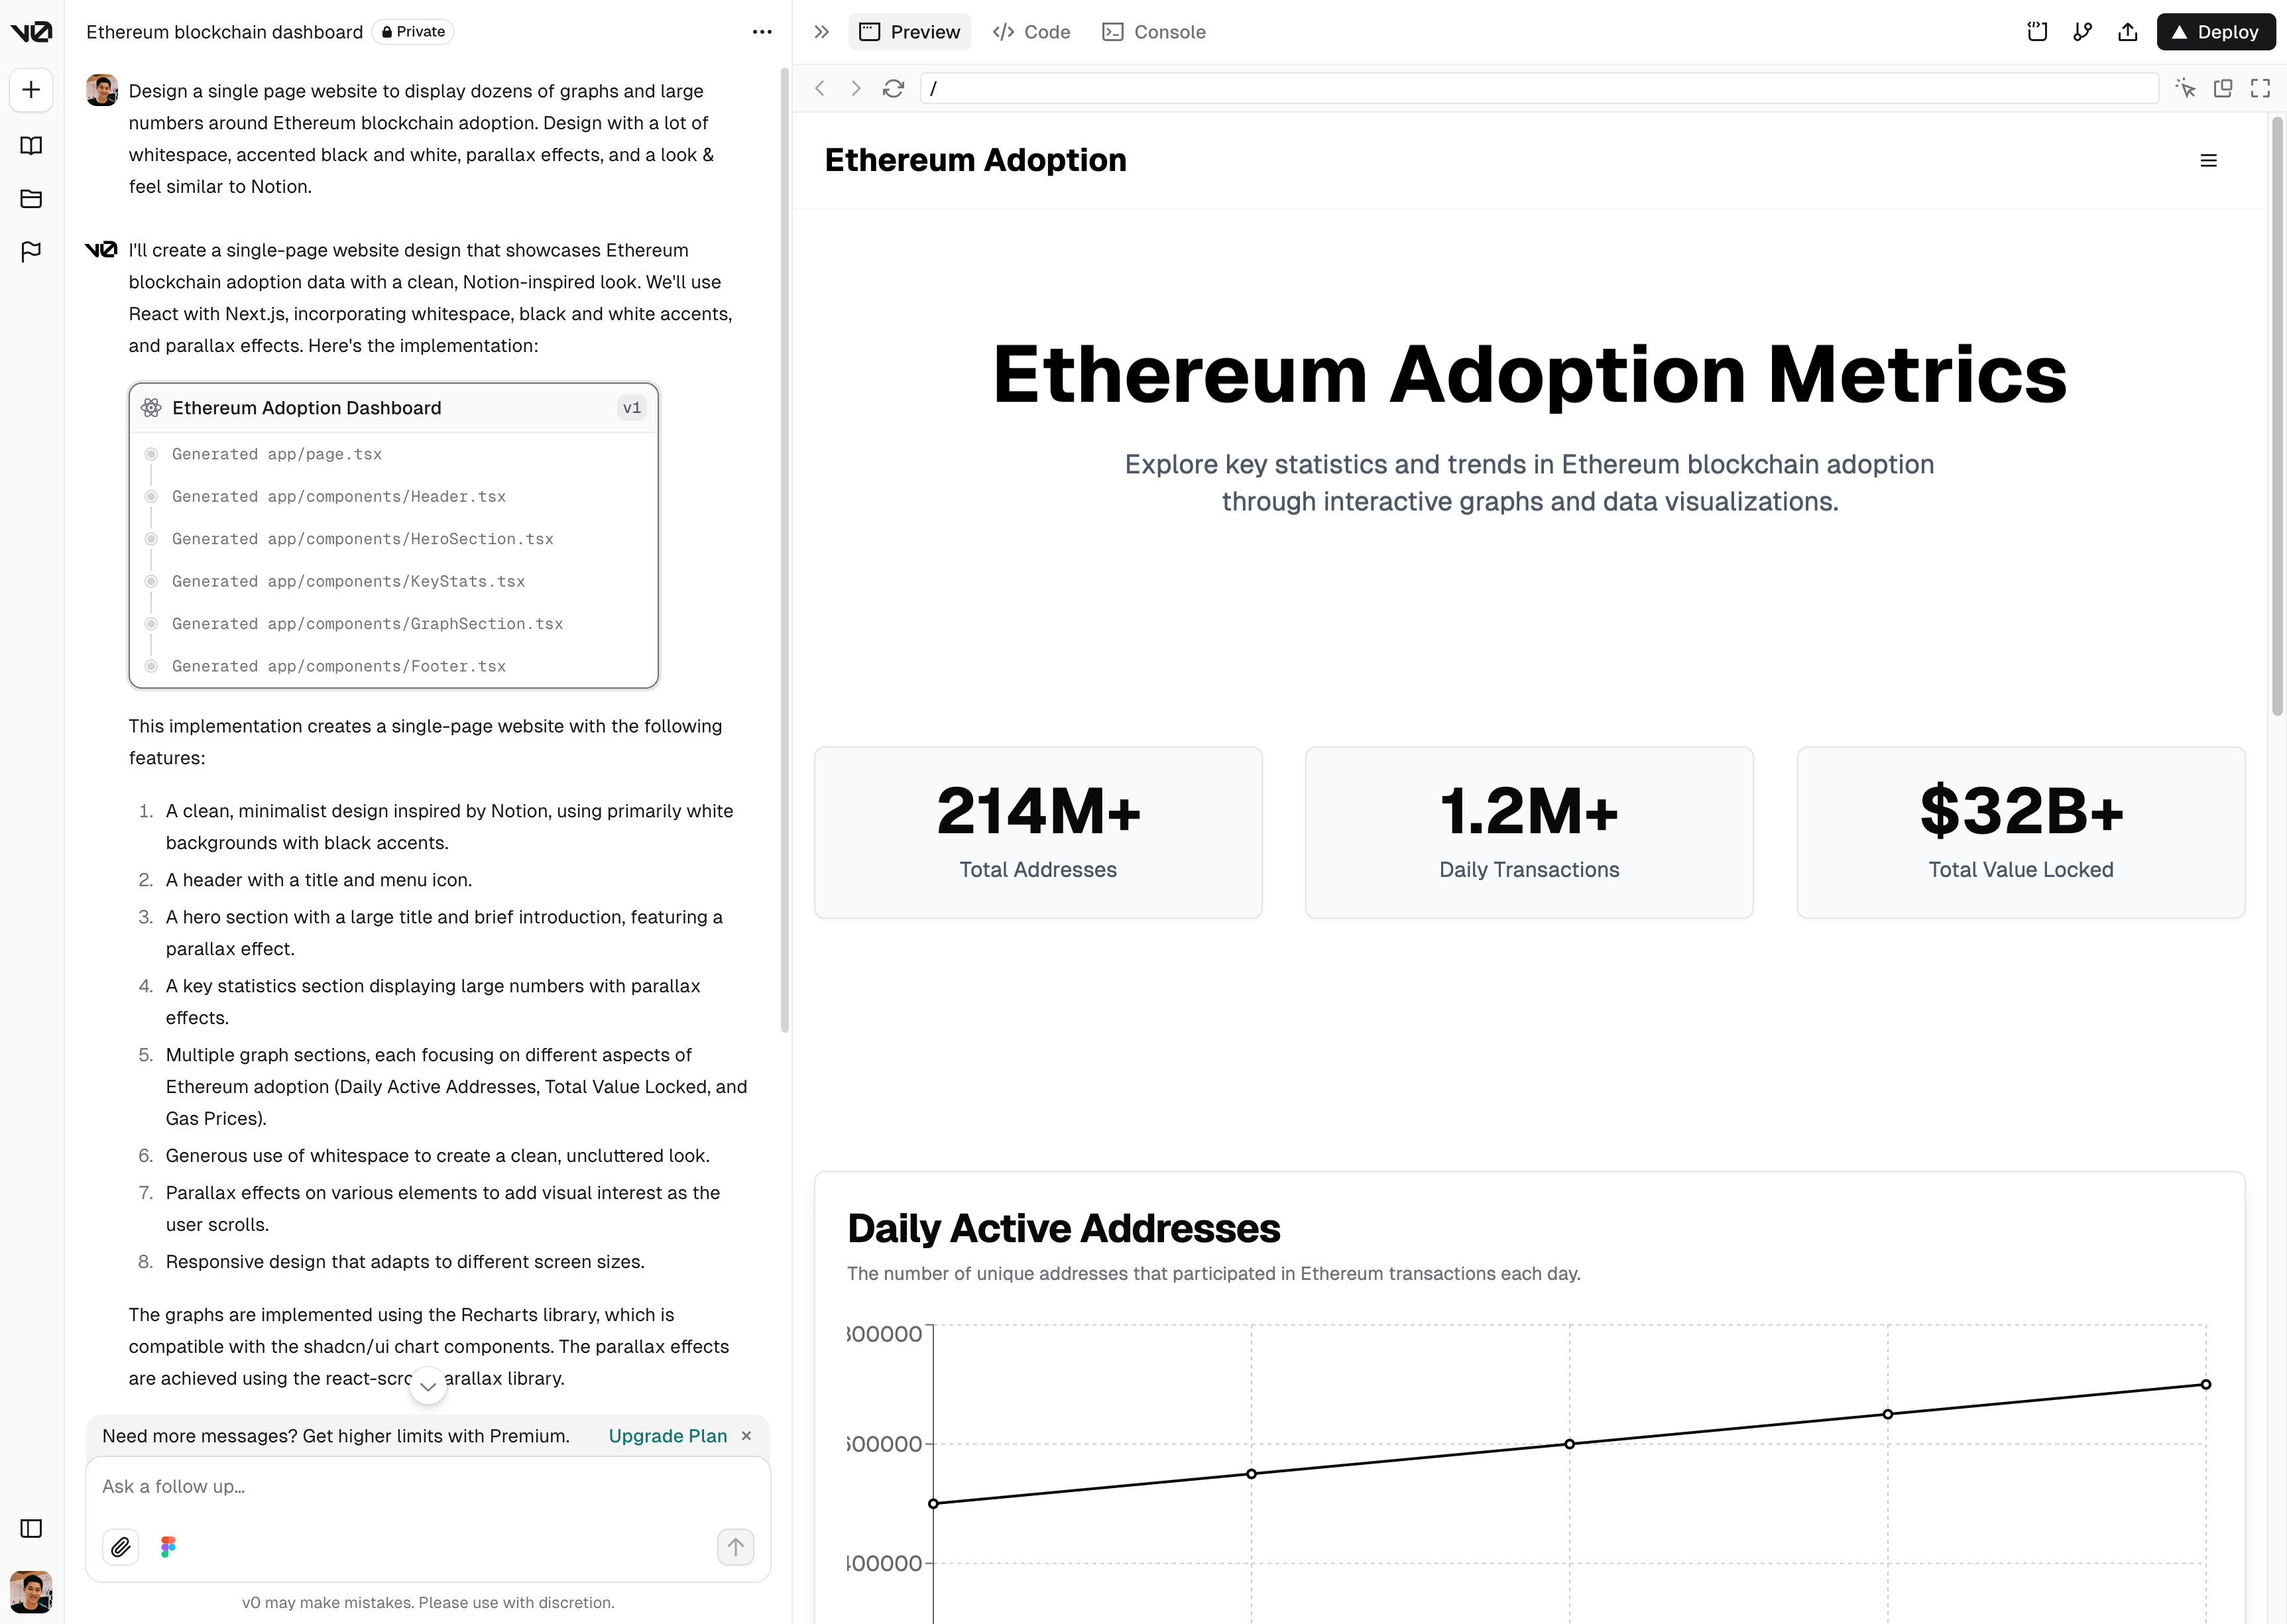 v0
Ethereum blockchain dashboard
Private
Design a single page website to display dozens of graphs and large
numbers around Ethereum blockchain adoption. Design with a lot of
whitespace, accented black and white, parallax effects, and a look &
feel similar to Notion.
v0
I'll create a single-page website design that showcases Ethereum
blockchain adoption data with a clean, Notion-inspired look. We'll use
React with Next.js, incorporating whitespace, black and white accents,
and parallax effects. Here's the implementation:
Ethereum Adoption Dashboard
v1
Generated app/page.tsx
Generated app/components/Header.tsx
Generated app/components/HeroSection.tsx
Generated app/components/KeyStats.tsx
Generated app/components/GraphSection.tsx
Generated app/components/Footer.tsx
This implementation creates a single-page website with the following
features:
1. A clean, minimalist design inspired by Notion, using primarily white
backgrounds with black accents.
2. A header with a title and menu icon.
3. A hero section with a large title and brief introduction, featuring a
parallax effect.
4. A key statistics section displaying large numbers with parallax
effects.
5. Multiple graph sections, each focusing on different aspects of
Ethereum adoption (Daily Active Addresses, Total Value Locked, and
Gas Prices).
6. Generous use of whitespace to create a clean, uncluttered look.
7. Parallax effects on various elements to add visual interest as the
user scrolls.
8. Responsive design that adapts to different screen sizes.
The graphs are implemented using the Recharts library, which is
compatible with the shadcn/ui chart components. The parallax effects
are achieved using the library.
Need more messages? Get higher limits with Premium.
Upgrade Plan
Ask a follow up...
v0 may make mistakes. Please use with discretion.
Preview
Code
Console
Deploy
/
Ethereum Adoption
Ethereum Adoption Metrics
Explore key statistics and trends in Ethereum blockchain adoption
through interactive graphs and data visualizations.
214M+
Total Addresses
1.2M+
Daily Transactions
$32B+
Total Value Locked
Daily Active Addresses
The number of unique addresses that participated in Ethereum transactions each day.